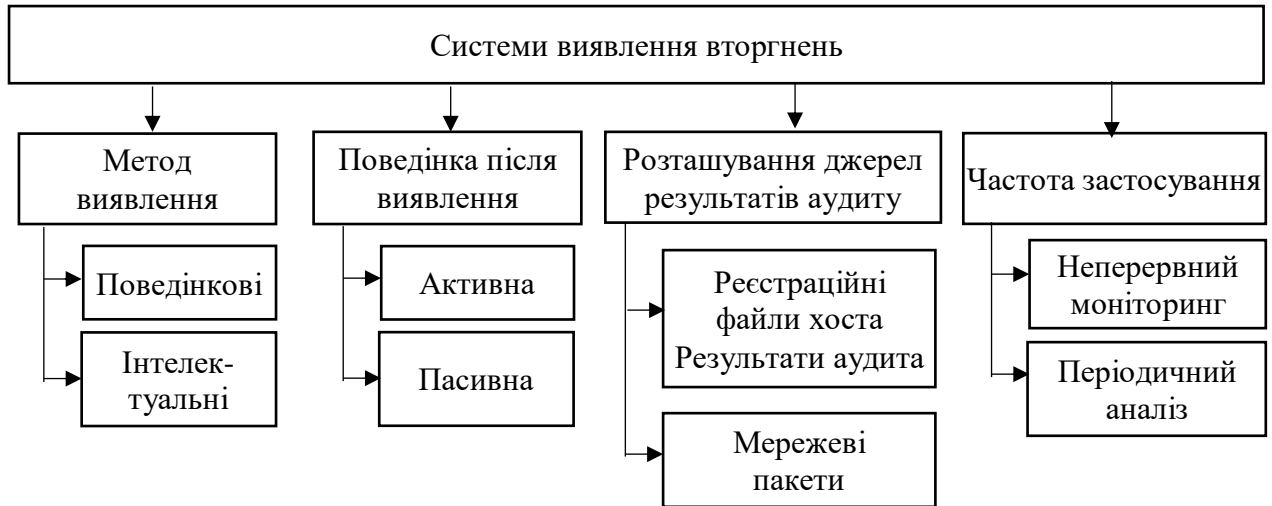 Системи виявлення вторгнень
Метод
виявлення
Поведінкові
Інтелек-
туальні
Поведінка після
виявлення
Активна
Пасивна
Розташування джерел
результатів аудиту
Реєстраційні
файли хоста
Результати аудита
Мережеві
пакети
Частота застосування
Неперервний
моніторинг
Періодичний
аналіз